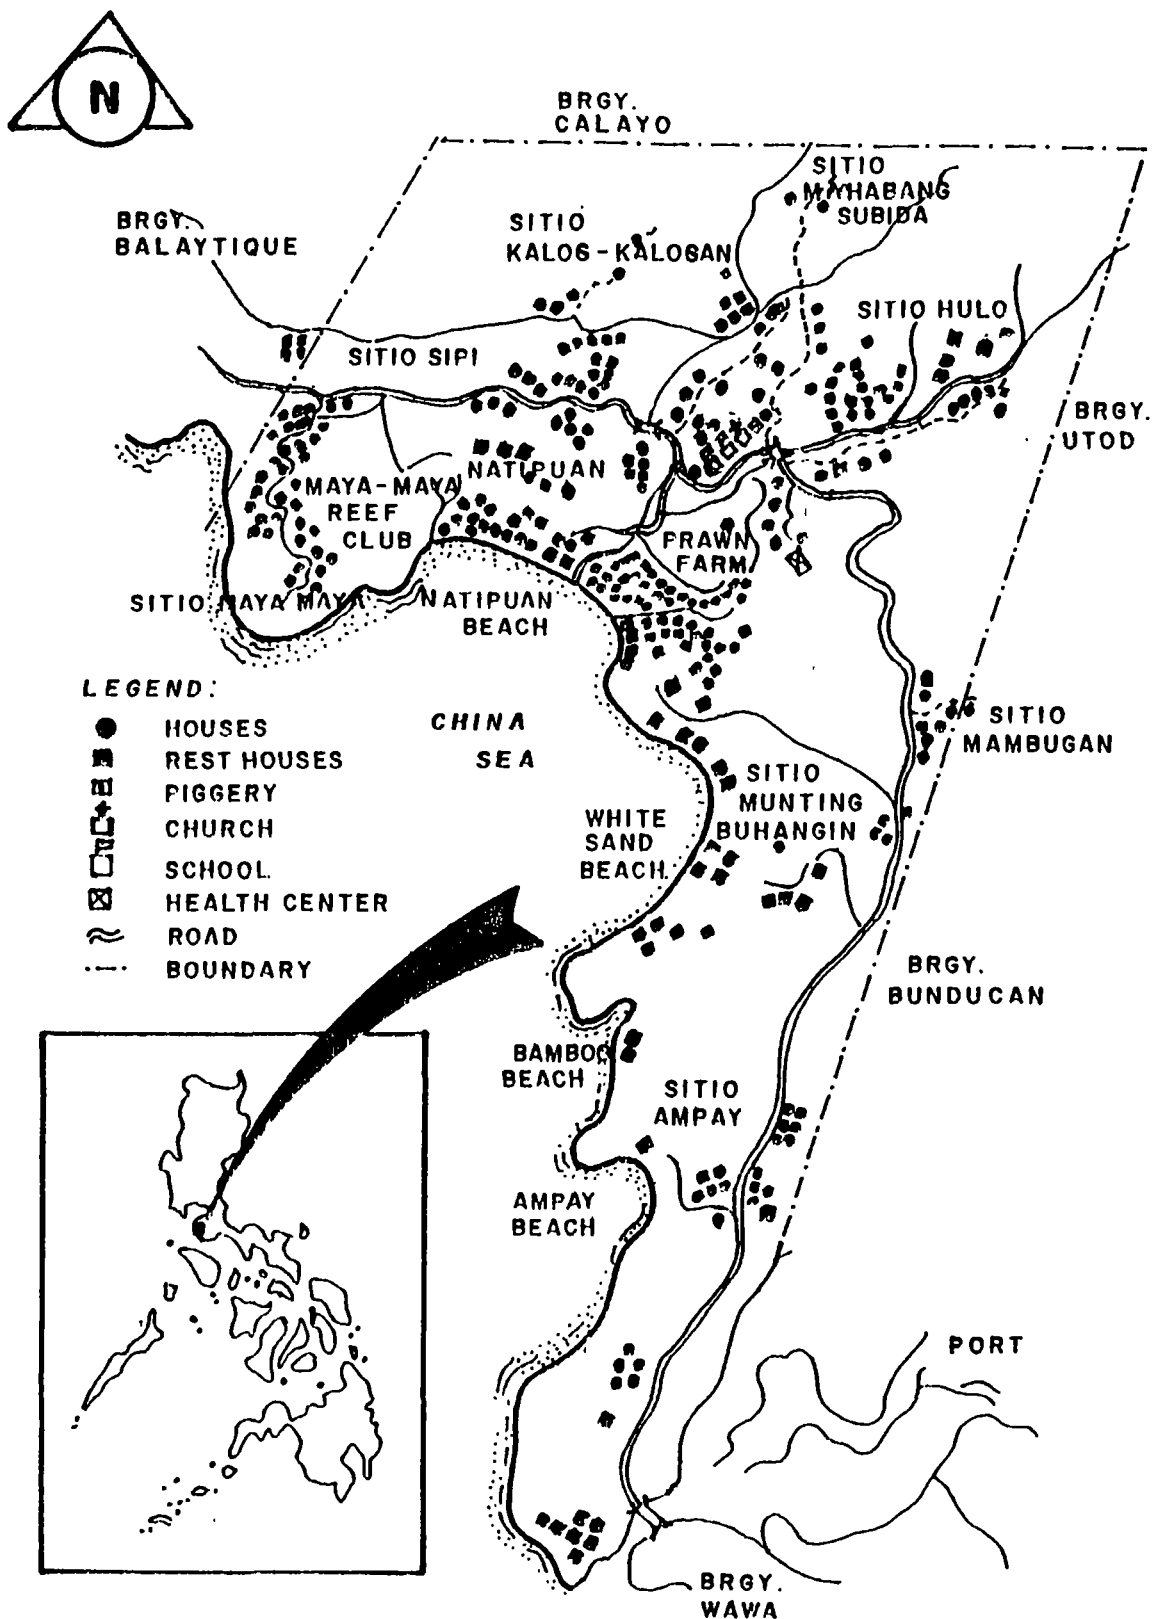 N
BRGY.
CALAYO
SITIO
MAHABANG
SUBIDA
BRGY.
BALAYTIQUE
SITIO
KALOG-KALOGAN
SITIO HULO
SITIO SIPI
BRGY.
UTOD
NATIPUAN
MAYA-MAYA
REEF
CLUB
PRAWN
FARM
SITIO MAYA MAYA
NATIPUAN
BEACH
LEGEND:
HOUSES
REST HOUSES
PIGGERY
CHURCH
SCHOOL
HEALTH CENTER
ROAD
BOUNDARY
CHINA
SEA
SITIO
MAMBUGAN
SITIO
MUNTING
BUHANGIN
WHITE
SAND
BEACH
BRGY.
BUNDUCAN
BAMBOO
BEACH
SITIO
AMPAY
AMPAY
BEACH
PORT
BRGY.
WAWA